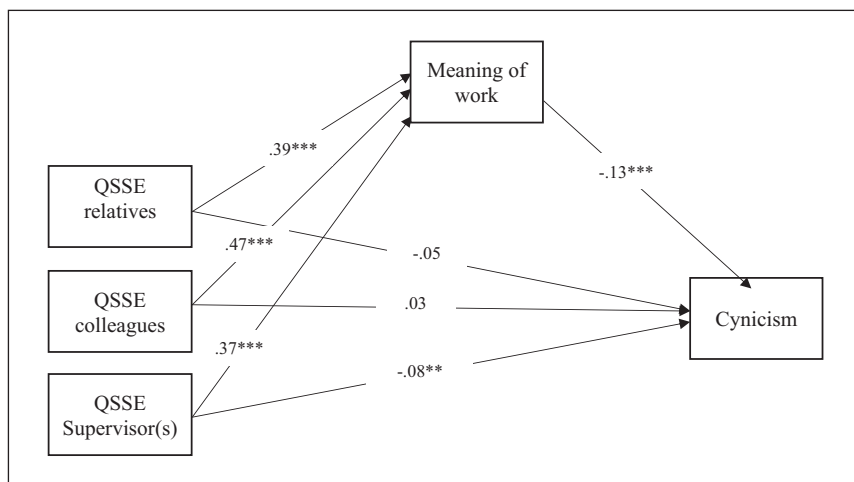 Meaning of
work
.39***
-.13***
QSSE
relatives
.47***
-.05
QSSE
colleagues
.03
Cynicism
.37***
-.08**
QSSE
Supervisor(s)